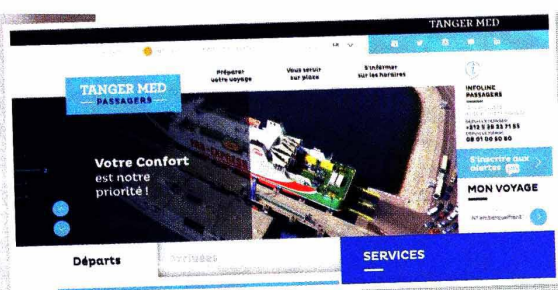 TANGER MED
TANGER MED
PASSAGERS
Préparer
votre voyage
Vous servir
sur place
S'informer
sur les horaires
INFOLINE
PASSAGERS
Votre Confort
est notre
priorité !
S'inscrire aux
alertes
MON VOYAGE
Départs
Arrivées
SERVICES